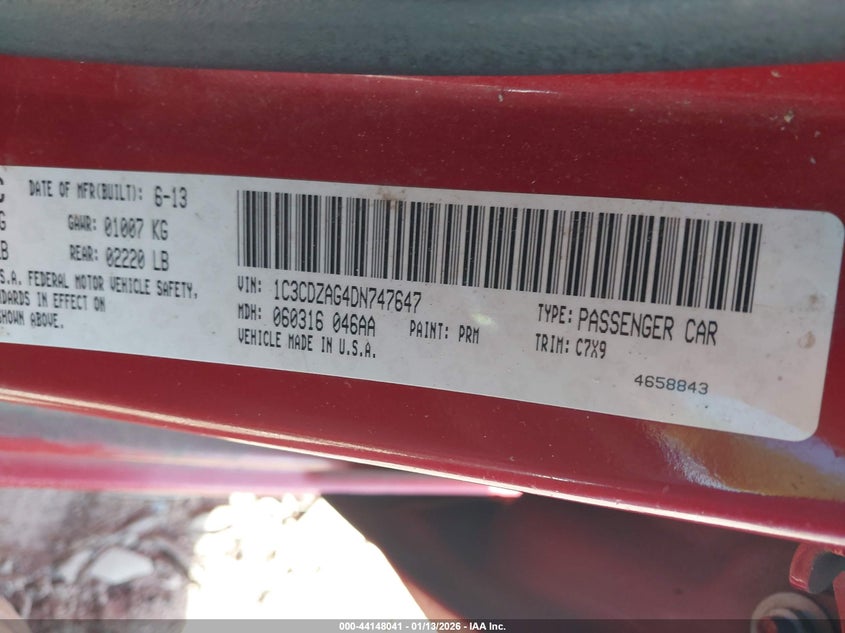 DATE OF MFR(BUILT): 6-13
GAWR: 01007 KG
REAR: 02220 LB
S.A. FEDERAL MOTOR VEHICLE SAFETY,
DARDS IN EFFECT ON
SHOWN ABOVE.
VIN: 1C3CDZAG4DN747647
MDH: 060316 046AA PAINT: PRM
VEHICLE MADE IN U.S.A.
TYPE: PASSENGER CAR
TRIM: C7X9
4658843
000-44148041 - 01/13/2026 - IAA Inc.